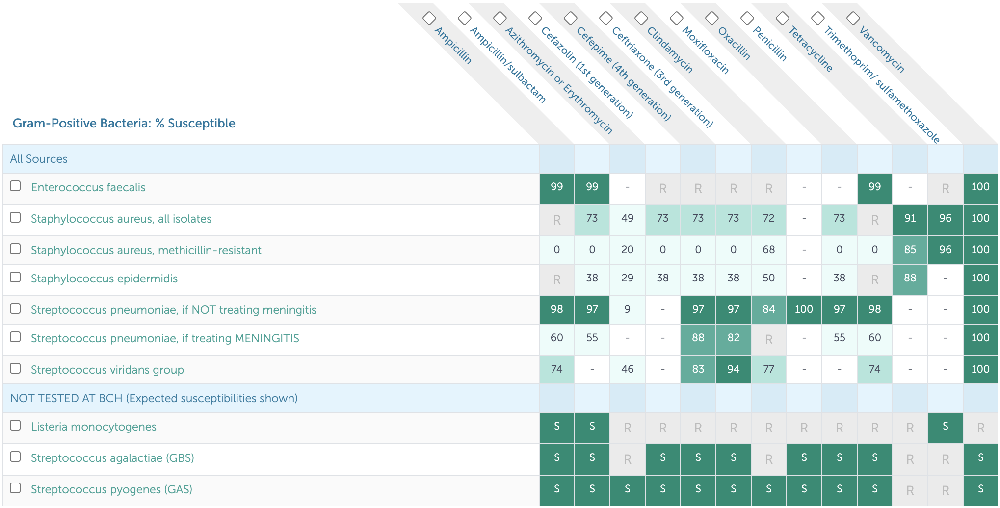 Ampicillin
Ampicillin/sulbactam
Azithromycin or Erythromycin
Cefazolin (1st generation)
Cefepime (4th generation)
Ceftriaxone (3rd generation)
Clindamycin
Moxifloxacin
Oxacillin
Penicillin
Tetracycline
Trimethoprim/ sulfamethoxazole
Vancomycin
Gram-Positive Bacteria: % Susceptible
All Sources
Enterococcus faecalis 99 99 - R R R R - - 99 - R 100
Staphylococcus aureus, all isolates R 73 49 73 73 73 72 - 73 R 91 96 100
Staphylococcus aureus, methicillin-resistant 0 0 20 0 0 0 68 - 0 0 85 96 100
Staphylococcus epidermidis R 38 29 38 38 38 50 - 38 R 88 - 100
Streptococcus pneumoniae, if NOT treating meningitis 98 97 9 - 97 97 84 100 97 98 - - 100
Streptococcus pneumoniae, if treating MENINGITIS 60 55 - - 88 82 R - 55 60 - - 100
Streptococcus viridans group 74 - 46 - 83 94 77 - - 74 - - 100
NOT TESTED AT BCH (Expected susceptibilities shown)
Listeria monocytogenes S S R R R R R R R R R S R
Streptococcus agalactiae (GBS) S S R S S S R S S S R R S
Streptococcus pyogenes (GAS) S S S S S S S S S S R R S